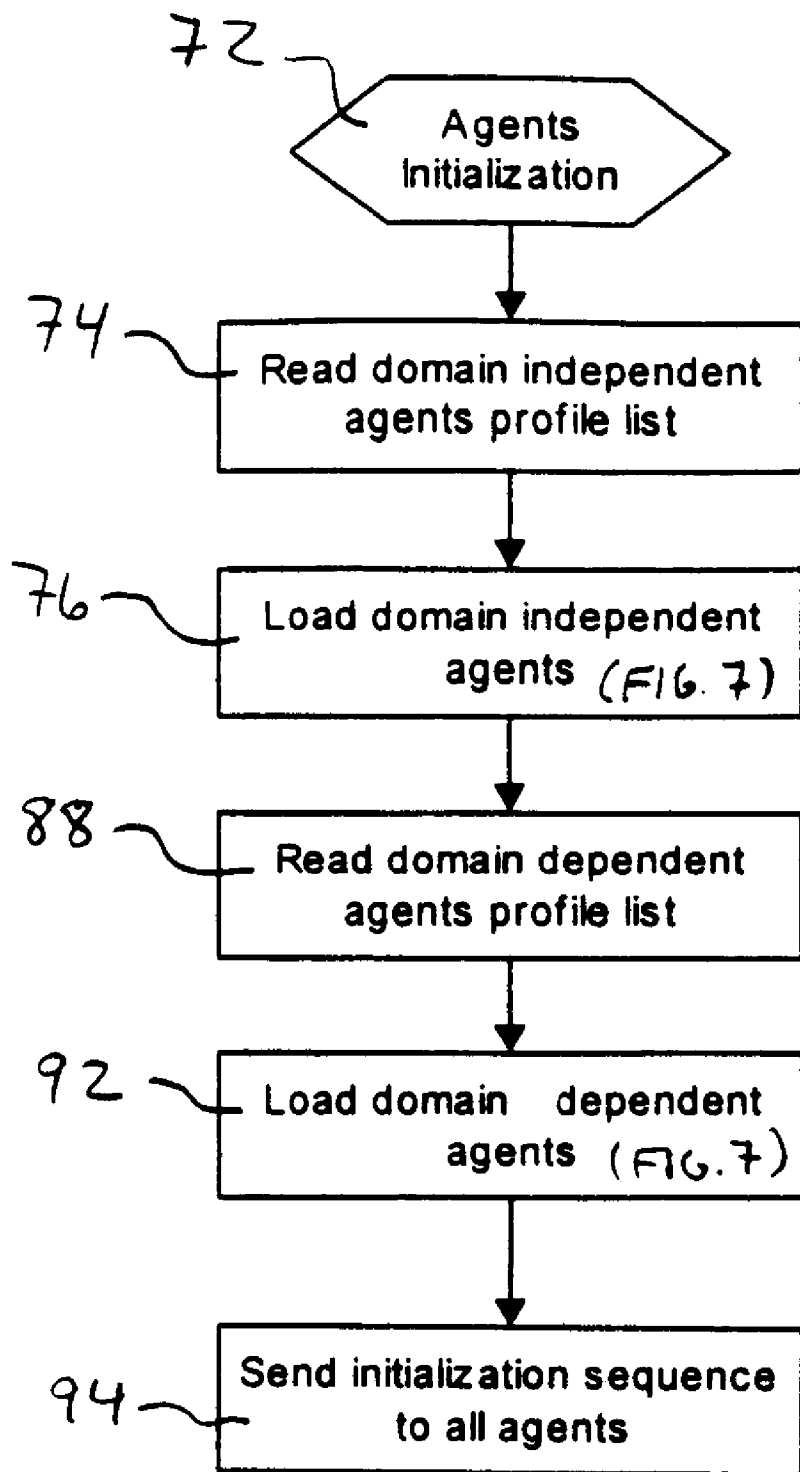 72
Agents
Initialization
74
Read domain independent
agents profile list
76
Load domain independent
agents (FIG. 7)
88
Read domain dependent
agents profile list
92
Load domain dependent
agents (FIG. 7)
94
Send initialization sequence
to all agents